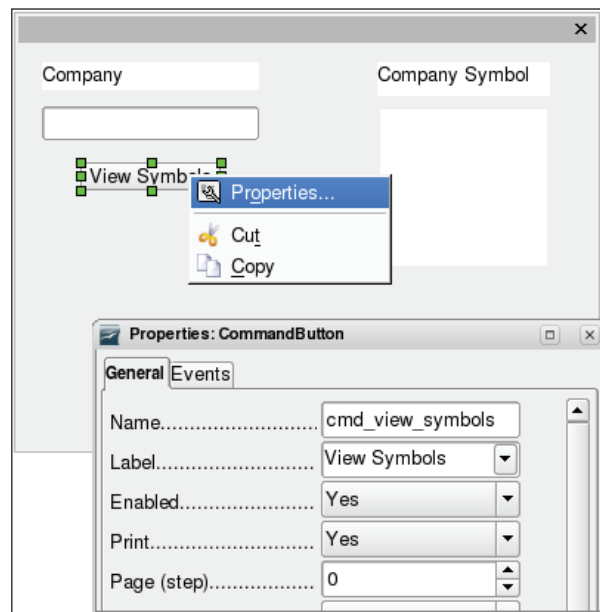 Company
Company Symbol
View Symbols
Properties...
Cut
Copy
Properties: CommandButton
General Events
Name............................ cmd_view_symbols
Label............................ View Symbols
Enabled........................ Yes
Print............................. Yes
Page (step).................. 0